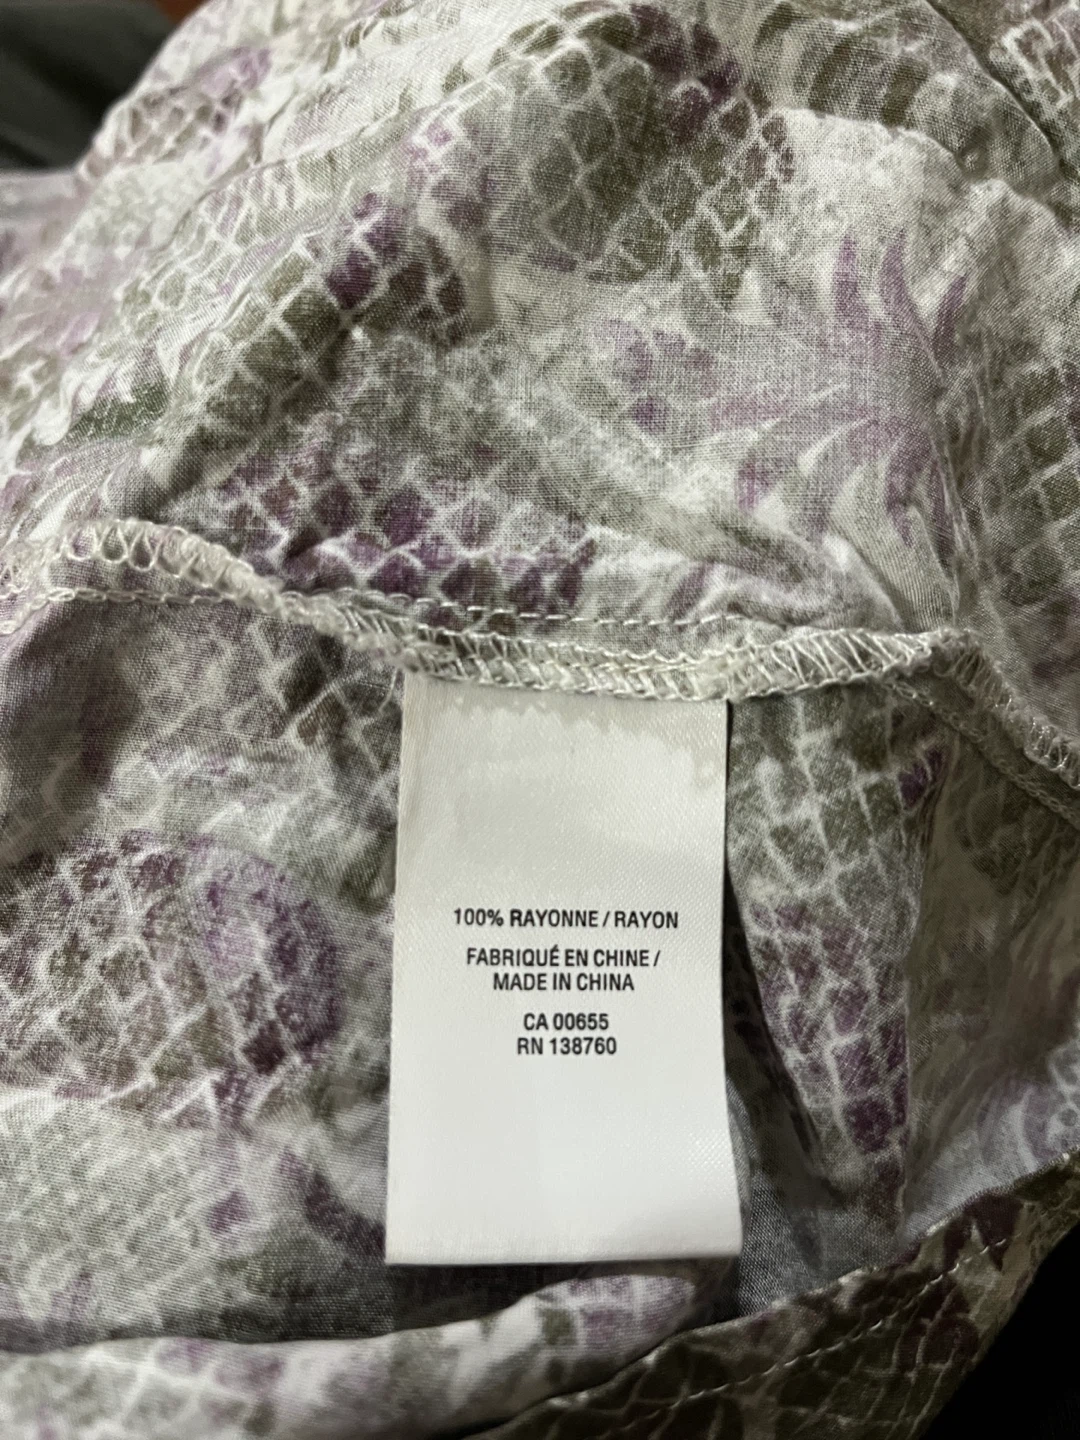 100% RAYONNE / RAYON
FABRIQUÉ EN CHINE /
MADE IN CHINA
CA 00655
RN 138760